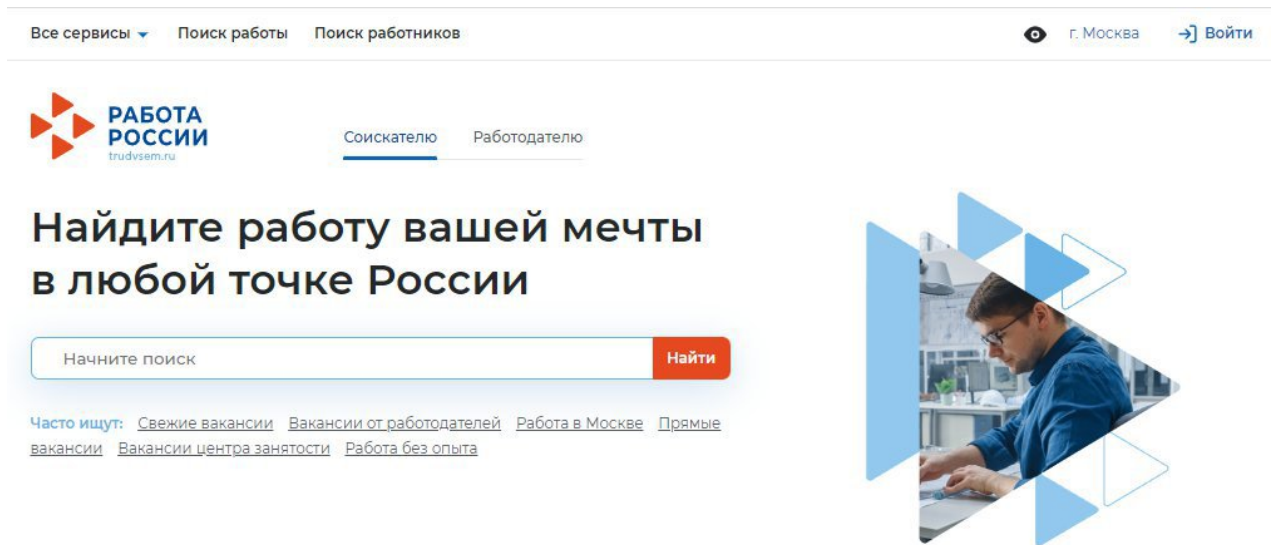 Все сервисы Поиск работы Поиск работников г. Москва Войти
РАБОТА
РОССИИ
trudvsem.ru
Соискателю Работодателю
Найдите работу вашей мечты
в любой точке России
Начните поиск Найти
Часто ищут: Свежие вакансии Вакансии от работодателей Работа в Москве Прямые
вакансии Вакансии центра занятости Работа без опыта